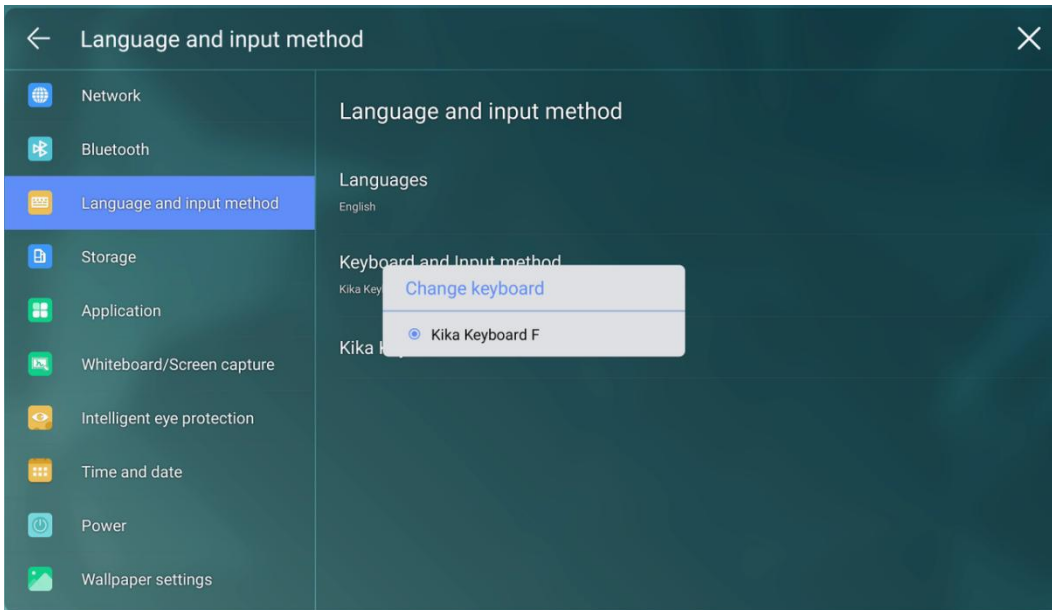 Language and input method
Network
Bluetooth
Language and input method
Storage
Application
Whiteboard/Screen capture
Intelligent eye protection
Time and date
Power
Wallpaper settings
Language and input method
Languages
English
Keyboard and Input method
Kika
Change keyboard
Kika Keyboard F
Kika